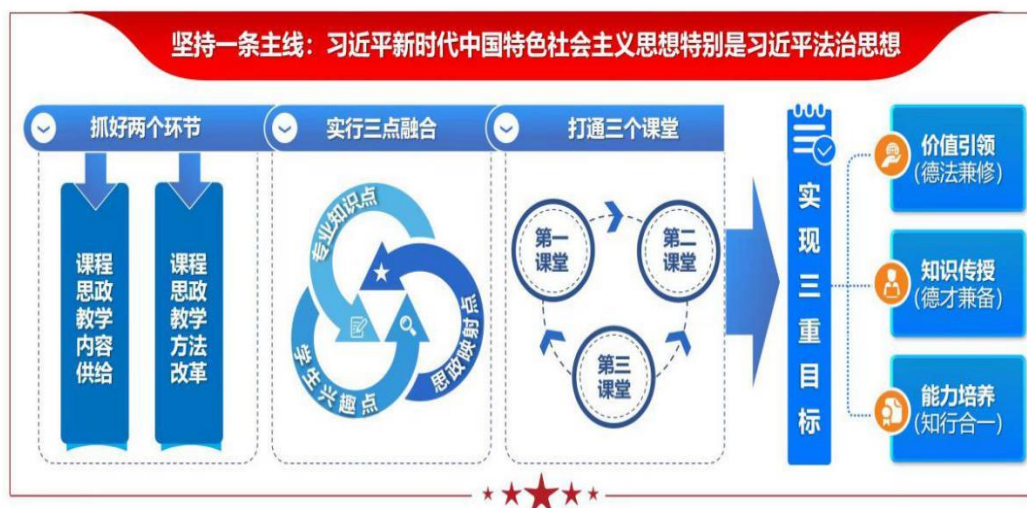 坚持一条主线：习近平新时代中国特色社会主义思想特别是习近平法治思想
抓好两个环节
实行三点融合
打通三个课堂
课程
思政
教学
内容
供给
课程
思政
教学
方法
改革
专业知识点
学生兴趣点
思政映射点
第一
课堂
第二
课堂
第三
课堂
实现三重目标
价值引领
(德法兼修)
知识传授
(德才兼备)
能力培养
(知行合一)